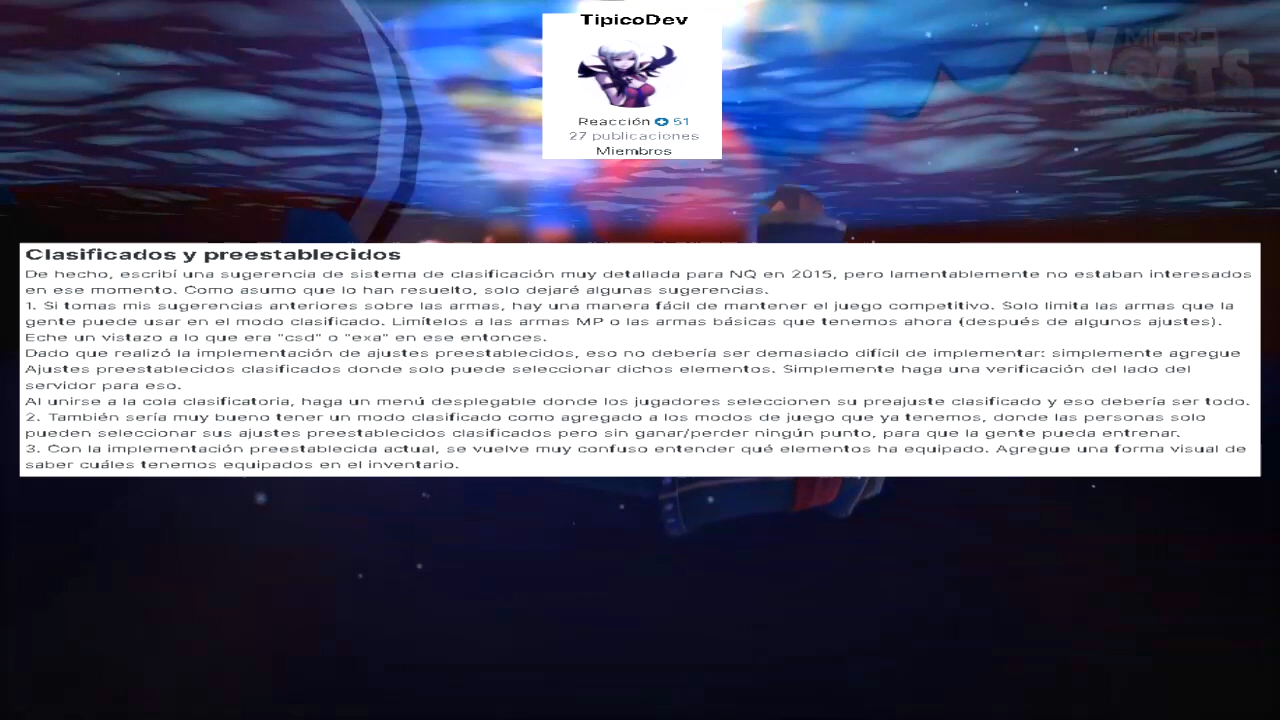 TipicoDev
MICRO
VOLTS
Reacción 51
27 publicaciones
Miembros
Clasificados y preestablecidos
De hecho, escribí una sugerencia de sistema de clasificación muy detallada para NQ en 2015, pero lamentablemente no estaban interesados
en ese momento. Como asumo que lo han resuelto, solo dejaré algunas sugerencias.
1. Si tomas mis sugerencias anteriores sobre las armas, hay una manera fácil de mantener el juego competitivo. Solo limita las armas que la
gente puede usar en el modo clasificado. Limítelos a las armas MP o las armas básicas que tenemos ahora (después de algunos ajustes).
Eche un vistazo a lo que era "csd" o "exa" en ese entonces.
Dado que realizó la implementación de ajustes preestablecidos, eso no debería ser demasiado difícil de implementar: simplemente agregue
Ajustes preestablecidos clasificados donde solo puede seleccionar dichos elementos. Simplemente haga una verificación del lado del
servidor para eso.
Al unirse a la cola clasificatoria, haga un menú desplegable donde los jugadores seleccionen su preajuste clasificado y eso debería ser todo.
2. También sería muy bueno tener un modo clasificado como agregado a los modos de juego que ya tenemos, donde las personas solo
pueden seleccionar sus ajustes preestablecidos clasificados pero sin ganar/perder ningún punto, para que la gente pueda entrenar.
3. Con la implementación preestablecida actual, se vuelve muy confuso entender qué elementos ha equipado. Agregue una forma visual de
saber cuáles tenemos equipados en el inventario.